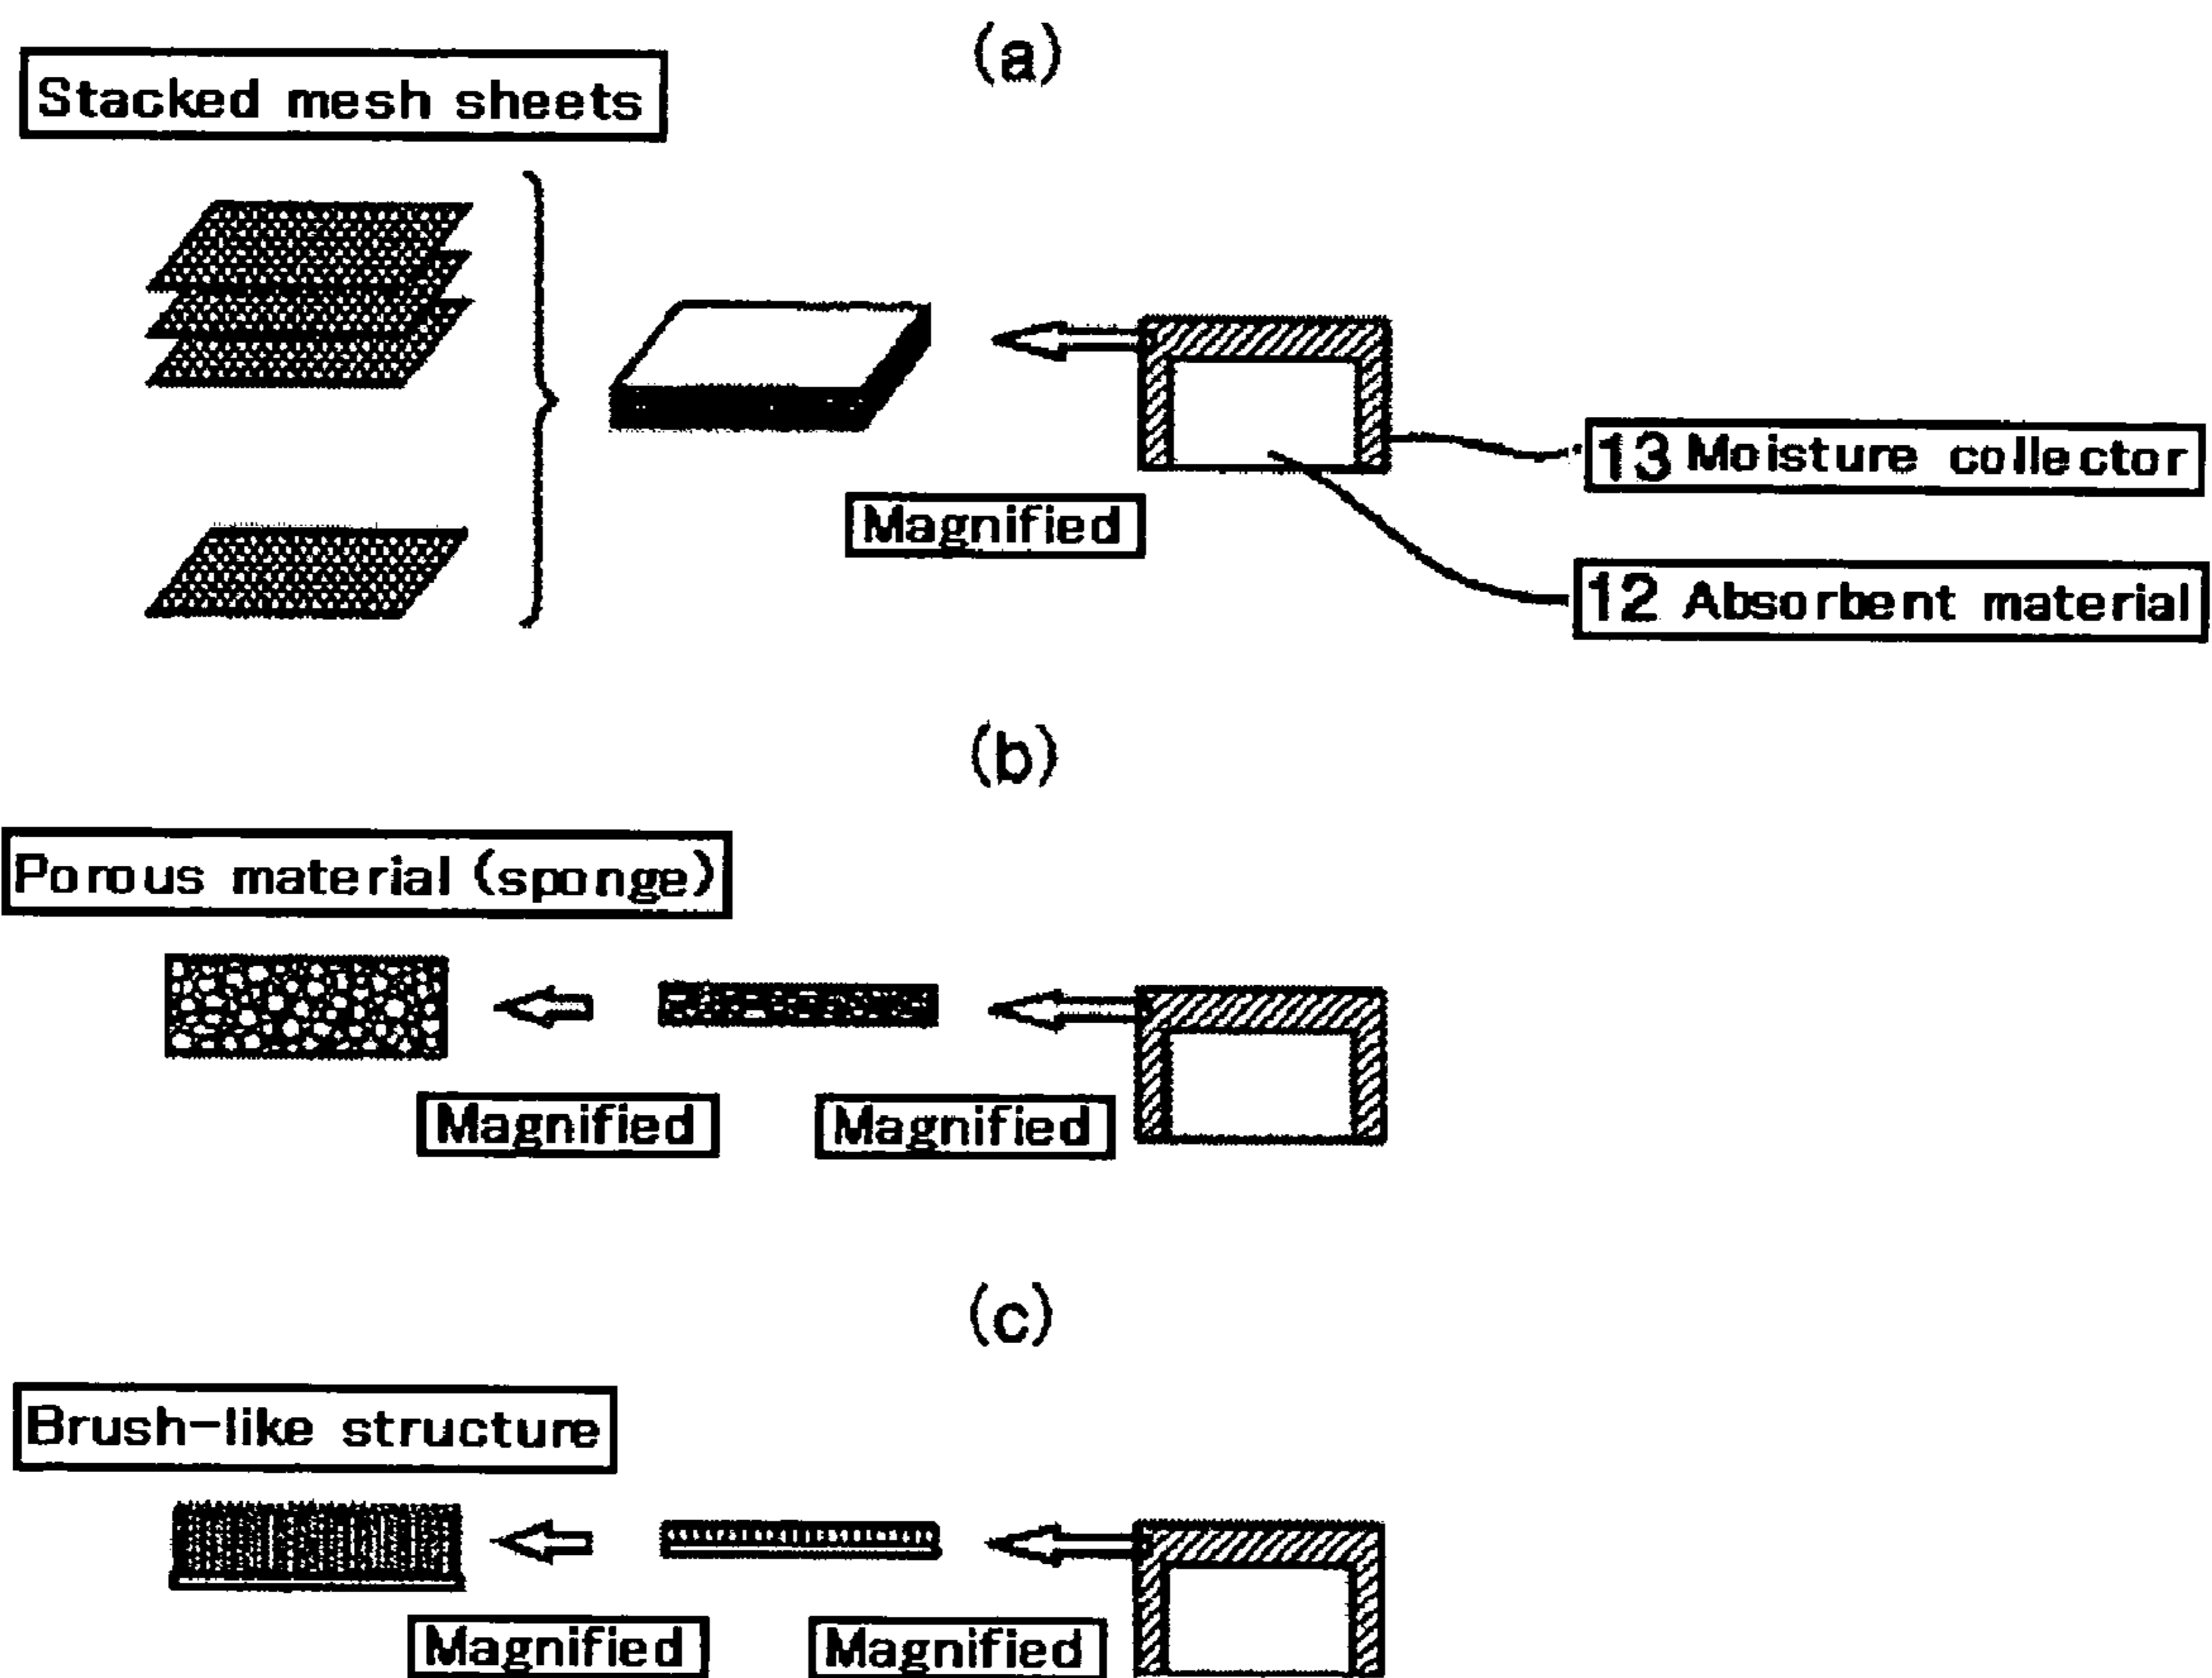 (a)
Stacked mesh sheets
13 Moisture collector
Magnified
12 Absorbent material
(b)
Porous material (sponge)
Magnified
Magnified
(c)
Brush-like structure
Magnified
Magnified